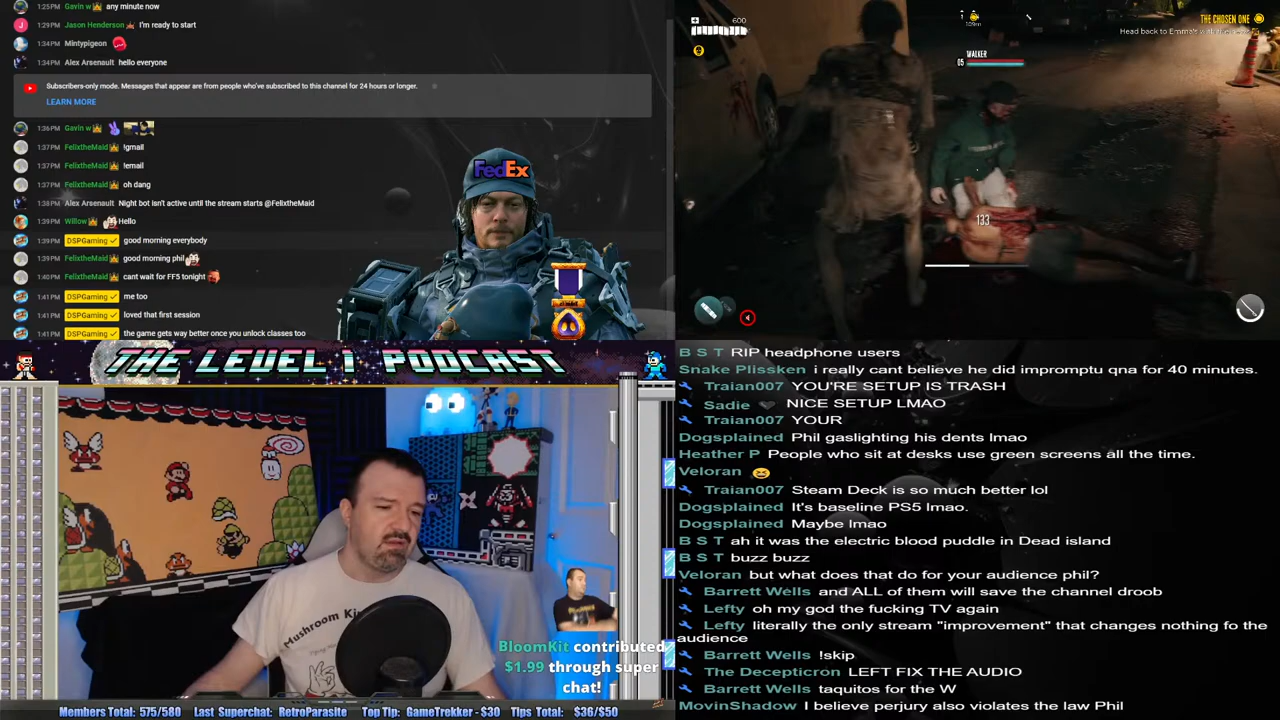 1:25PM Gavin w any minute now
1:29PM Jason Henderson I'm ready to start
1:34PM Mintypigeon
1:34PM Alex Arsenault hello everyone
Subscribers-only mode. Messages that appear are from people who've subscribed to this channel for 24 hours or longer.
LEARN MORE
1:36PM Gavin w
1:37PM FelixtheMaid !gmail
1:37PM FelixtheMaid !email
1:37PM FelixtheMaid oh dang
1:38PM Alex Arsenault Night bot isn't active until the stream starts @FelixtheMaid
1:39PM Willow Hello
1:39PM DSPGaming good morning everybody
1:39PM FelixtheMaid good morning phil
1:40PM FelixtheMaid cant wait for FF5 tonight
1:41PM DSPGaming me too
1:41PM DSPGaming loved that first session
1:41PM DSPGaming the game gets way better once you unlock classes too
FedEx
600
109m
THE CHOSEN ONE
Head back to Emma's with the
WALKER
05
133
THE LEVEL 1 PODCAST
Mushroom Ki
BloomKit contributed
$1.99 through super
chat!
Members Total: 575/580 Last Superchat: RetroParasite Top Tip: GameTrekker - $30 Tips Total: $36/$50
B S T RIP headphone users
Snake Plissken i really cant believe he did impromptu qna for 40 minutes.
Traian007 YOU'RE SETUP IS TRASH
Sadie NICE SETUP LMAO
Traian007 YOUR
Dogsplained Phil gaslighting his dents lmao
Heather P People who sit at desks use green screens all the time.
Veloran
Traian007 Steam Deck is so much better lol
Dogsplained It's baseline PS5 lmao.
Dogsplained Maybe lmao
B S T ah it was the electric blood puddle in Dead island
B S T buzz buzz
Veloran but what does that do for your audience phil?
Barrett Wells and ALL of them will save the channel droob
Lefty oh my god the fucking TV again
Lefty literally the only stream "improvement" that changes nothing fo the
audience
Barrett Wells !skip
The Decepticron LEFT FIX THE AUDIO
Barrett Wells taquitos for the W
MovinShadow I believe perjury also violates the law Phil